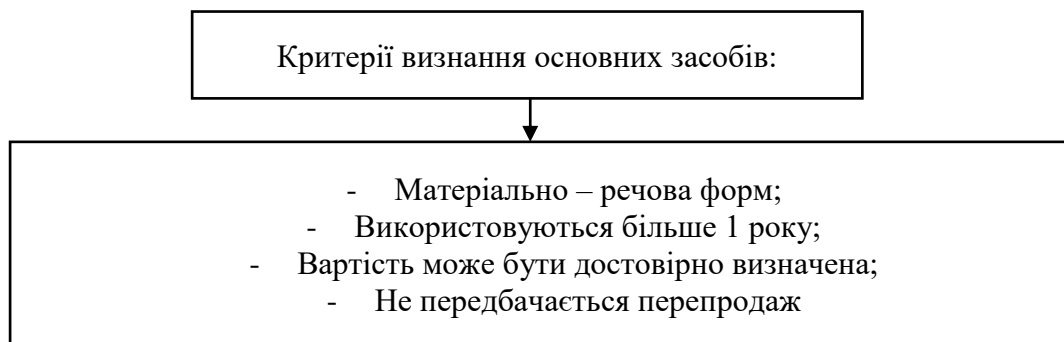 Критерії визнання основних засобів:
- Матеріально – речова форм;
- Використовуються більше 1 року;
- Вартість може бути достовірно визначена;
- Не передбачається перепродаж